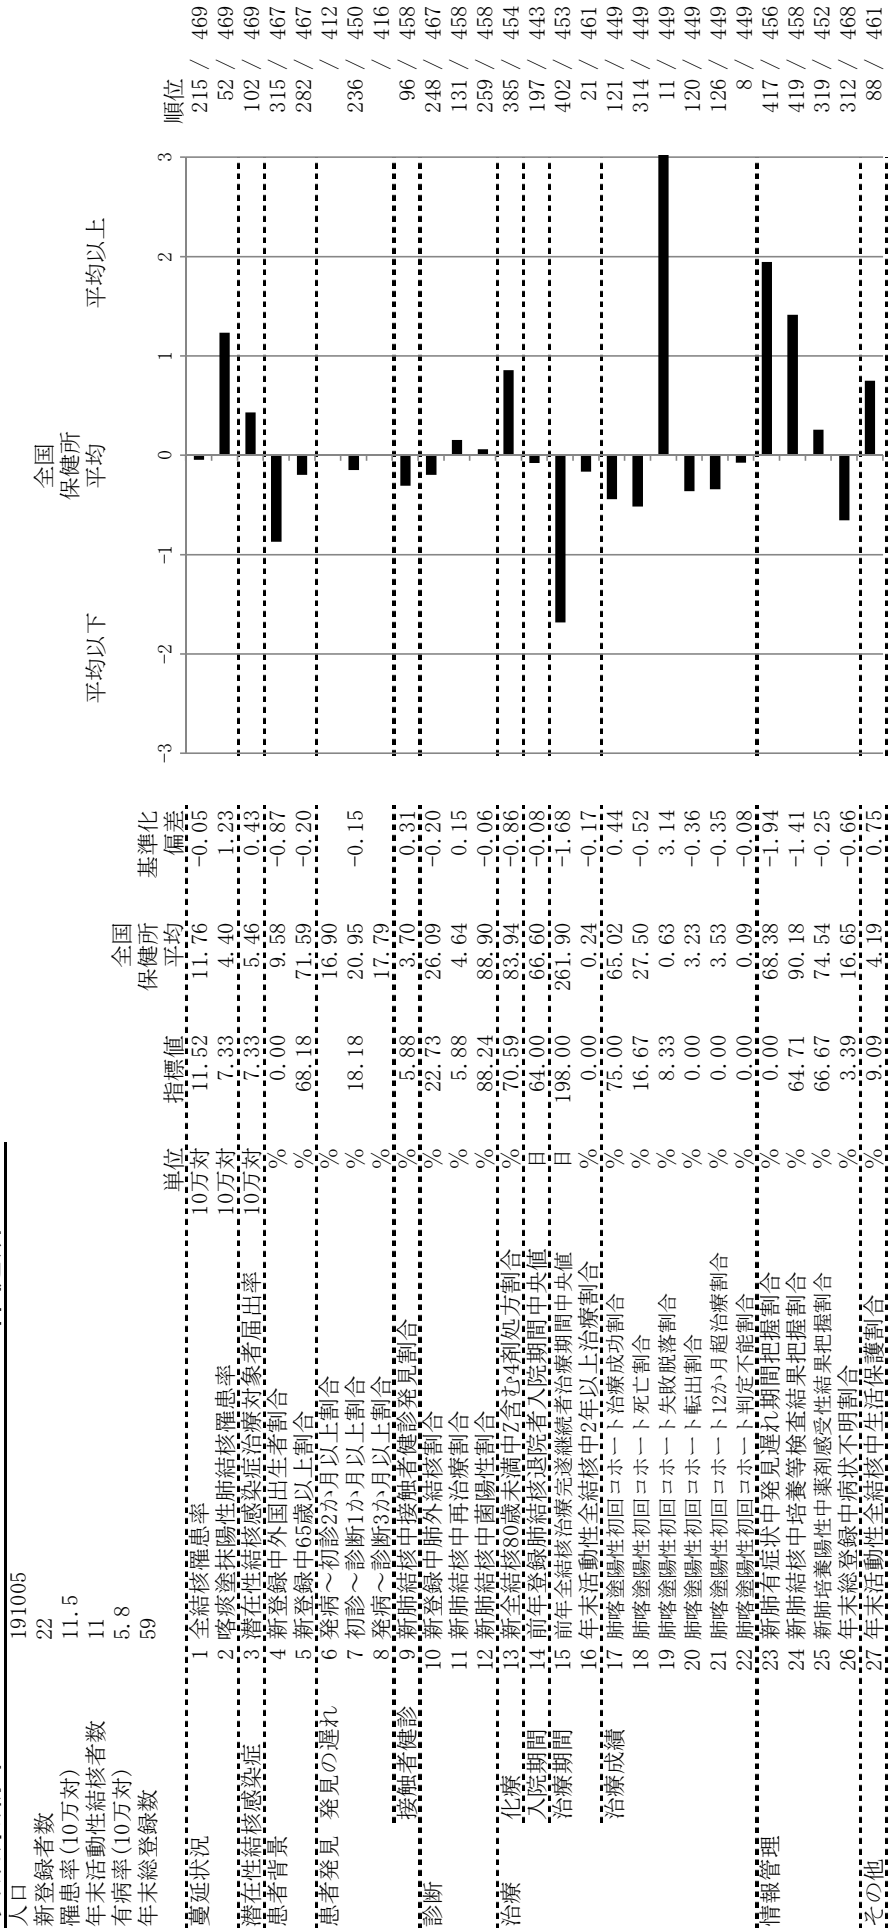 人口 191005
新登録者数 22
罹患率(10万対) 11.5
年末活動性結核者数 11
有病率(10万対) 5.8
年末総登録数 59
単位 指標値 全国保健所平均 基準化偏差 平均以下 全国保健所平均 平均以上 順位
-3 -2 -1 0 1 2 3
蔓延状況 1 全結核罹患率 10万対 11.52 11.76 -0.05 215 / 469
2 喀痰塗抹陽性肺結核罹患率 10万対 7.33 4.40 1.23 52 / 469
潜在性結核感染症 3 潜在性結核感染症治療対象者届出率 10万対 7.33 5.46 0.43 102 / 469
患者背景 4 新登録中外国出生者割合 % 0.00 9.58 -0.87 315 / 467
5 新登録中65歳以上割合 % 68.18 71.59 -0.20 282 / 467
患者発見 発見の遅れ 6 発病～初診2か月以上割合 % 16.90 / 412
7 初診～診断1か月以上割合 % 18.18 20.95 -0.15 236 / 450
8 発病～診断3か月以上割合 % 17.79 / 416
接触者健診 9 新肺結核中接触者健診発見割合 % 5.88 3.70 0.31 96 / 458
診断 10 新登録中肺外結核割合 % 22.73 26.09 -0.20 248 / 467
11 新肺結核中再治療割合 % 5.88 4.64 0.15 131 / 458
12 新肺結核中菌陽性割合 % 88.24 88.90 -0.06 259 / 458
治療 化療 13 新全結核80歳未満中Z含む4剤処方割合 % 70.59 83.94 -0.86 385 / 454
入院期間 14 前年登録肺結核退院者入院期間中央値 日 64.00 66.60 -0.08 197 / 443
治療期間 15 前年全結核治療完遂継続者治療期間中央値 日 198.00 261.90 -1.68 402 / 453
16 年末活動性全結核中2年以上治療割合 % 0.00 0.24 -0.17 21 / 461
治療成績 17 肺喀塗陽性初回コホート治療成功割合 % 75.00 65.02 0.44 121 / 449
18 肺喀塗陽性初回コホート死亡割合 % 16.67 27.50 -0.52 314 / 449
19 肺喀塗陽性初回コホート失敗脱落割合 % 8.33 0.63 3.14 11 / 449
20 肺喀塗陽性初回コホート転出割合 % 0.00 3.23 -0.36 120 / 449
21 肺喀塗陽性初回コホート12か月超治療割合 % 0.00 3.53 -0.35 126 / 449
22 肺喀塗陽性初回コホート判定不能割合 % 0.00 0.09 -0.08 8 / 449
情報管理 23 新肺有症状中発見遅れ期間把握割合 % 0.00 68.38 -1.94 417 / 456
24 新肺結核中培養等検査結果把握割合 % 64.71 90.18 -1.41 419 / 458
25 新肺培養陽性中薬剤感受性結果把握割合 % 66.67 74.54 -0.25 319 / 452
26 年末総登録中病状不明割合 % 3.39 16.65 -0.66 312 / 468
その他 27 年末活動性全結核中生活保護割合 % 9.09 4.19 0.75 88 / 461